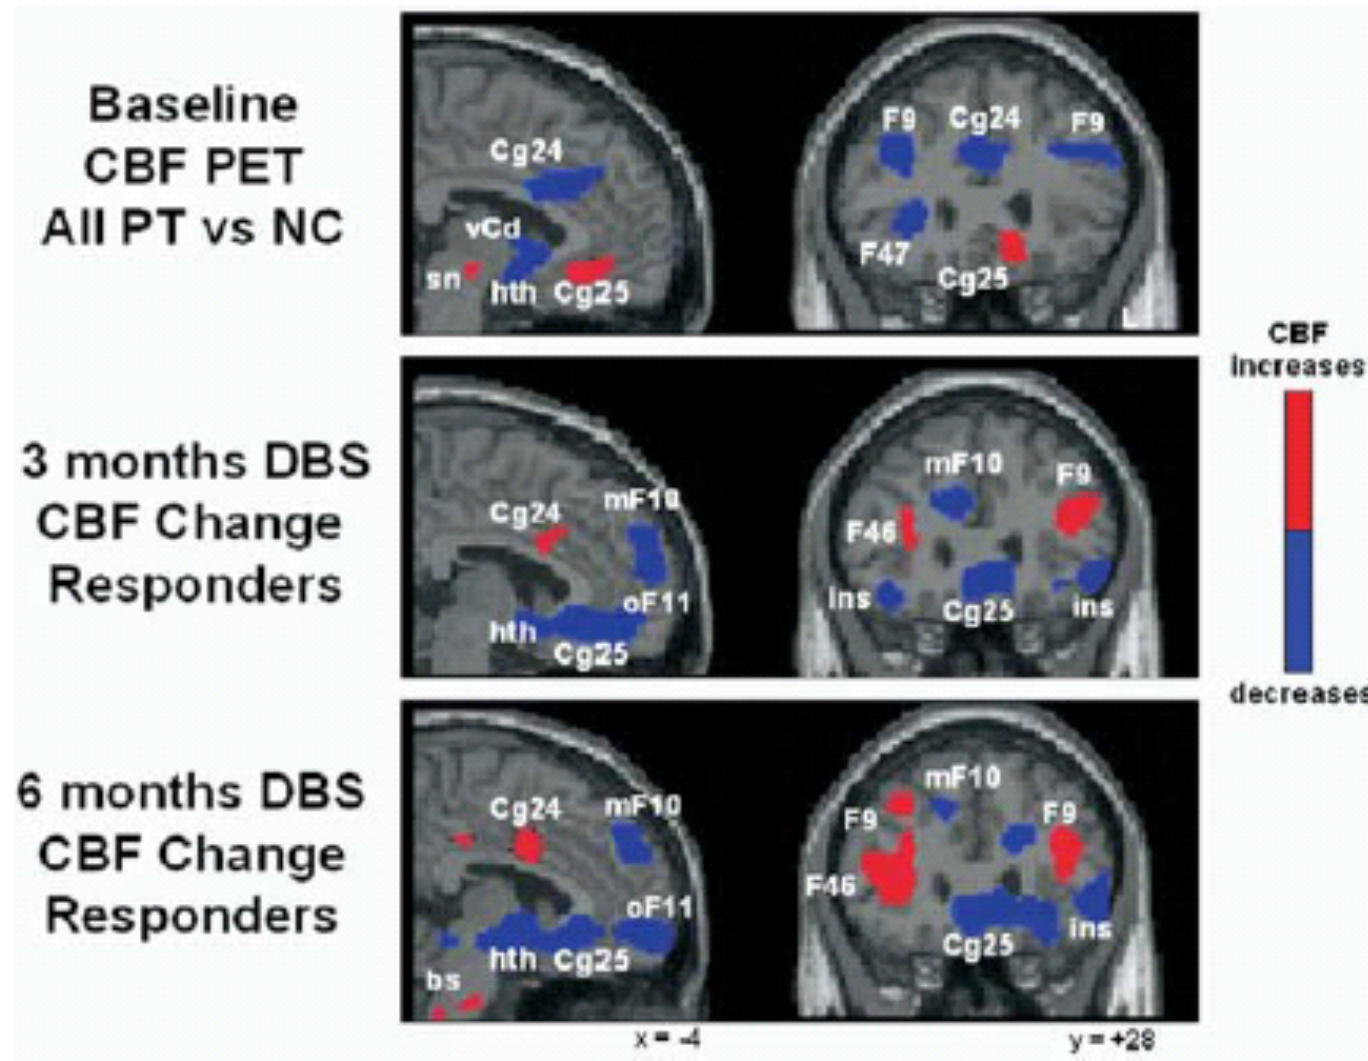 Baseline
CBF PET
All PT vs NC
Cg24
vCd
sn
hth
Cg25
F9
Cg24
F9
F47
Cg25
L
CBF
increases
decreases
3 months DBS
CBF Change
Responders
Cg24
mF10
hth
oF11
Cg25
mF10
F9
F46
ins
Cg25
ins
6 months DBS
CBF Change
Responders
Cg24
mF10
oF11
hth
Cg25
bs
mF10
F9
F9
F46
Cg25
ins
x = -4
y = +28